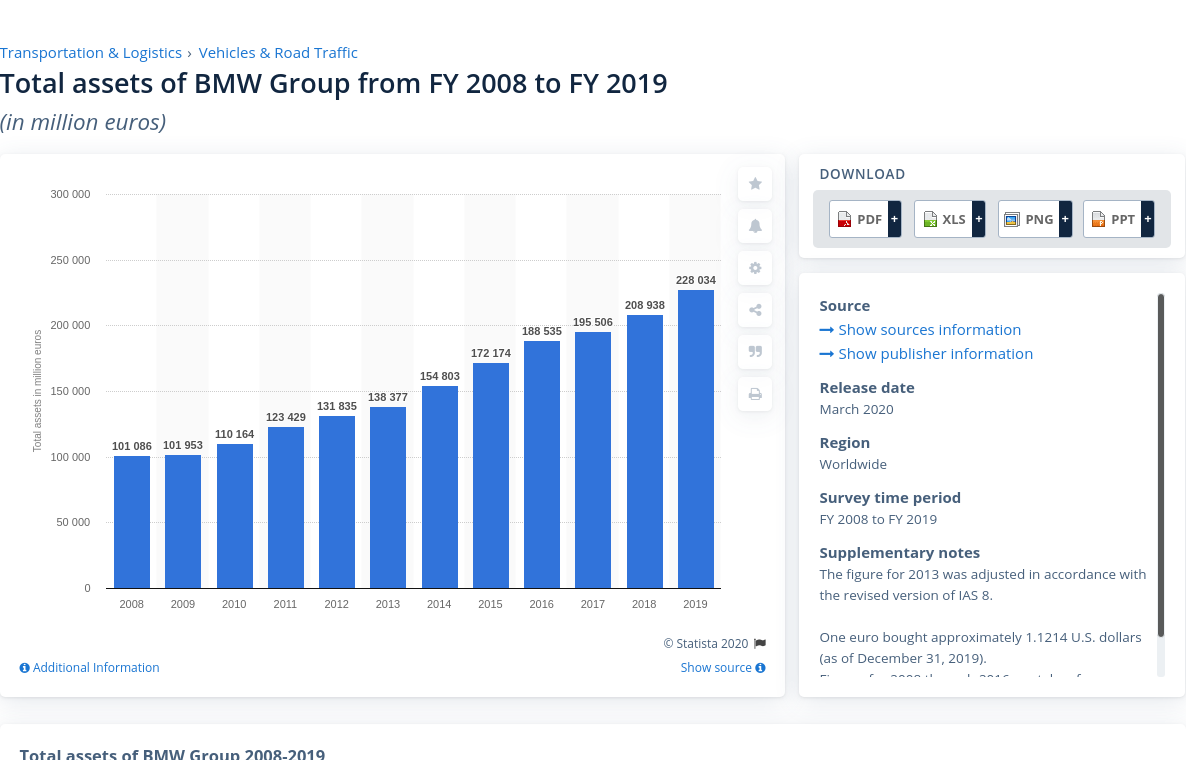 Transportation & Logistics › Vehicles & Road Traffic
Total assets of BMW Group from FY 2008 to FY 2019
(in million euros)
Total assets in million euros
300 000
250 000
200 000
150 000
100 000
50 000
0
101 086
101 953
110 164
123 429
131 835
138 377
154 803
172 174
188 535
195 506
208 938
228 034
2008 2009 2010 2011 2012 2013 2014 2015 2016 2017 2018 2019
© Statista 2020
Additional Information
Show source
DOWNLOAD
PDF + XLS + PNG + PPT +
Source
Show sources information
Show publisher information
Release date
March 2020
Region
Worldwide
Survey time period
FY 2008 to FY 2019
Supplementary notes
The figure for 2013 was adjusted in accordance with
the revised version of IAS 8.
One euro bought approximately 1.1214 U.S. dollars
(as of December 31, 2019).
Total assets of BMW Group 2008-2019